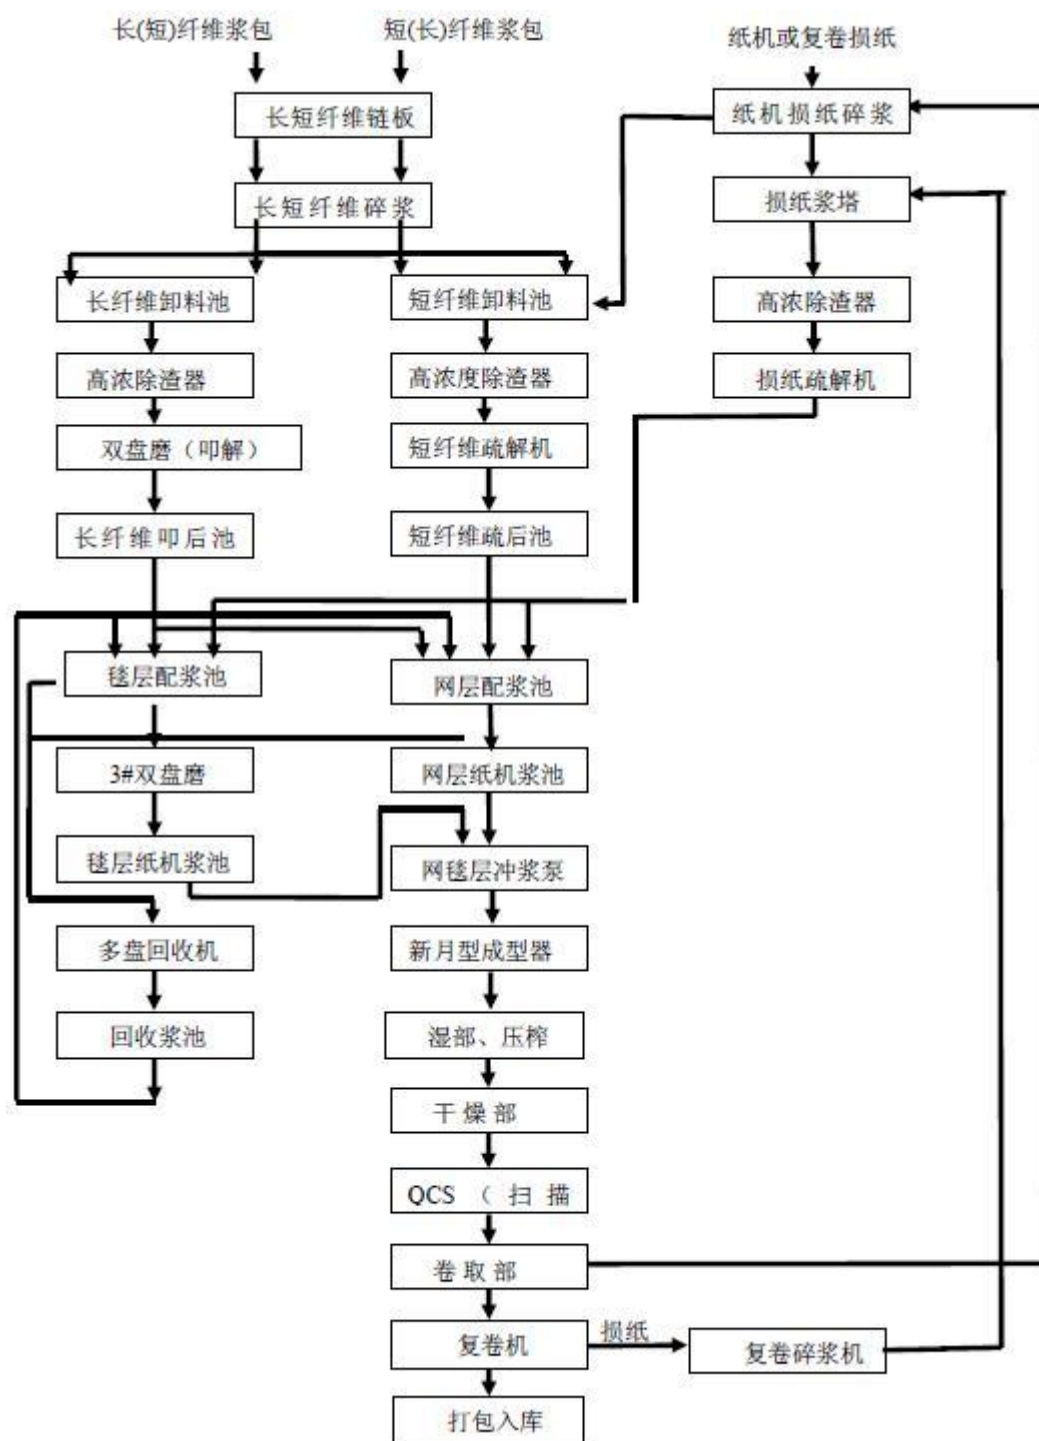 长(短)纤维浆包
短(长)纤维浆包
纸机或复卷损纸
长短纤维链板
纸机损纸碎浆
长短纤维碎浆
损纸浆塔
长纤维卸料池
短纤维卸料池
高浓除渣器
高浓除渣器
高浓度除渣器
损纸疏解机
双盘磨（叩解）
短纤维疏解机
长纤维叩后池
短纤维疏后池
毯层配浆池
网层配浆池
3#双盘磨
网层纸机浆池
毯层纸机浆池
网毯层冲浆泵
多盘回收机
新月型成型器
回收浆池
湿部、压榨
干燥部
QCS（扫描
卷取部
复卷机
损纸
复卷碎浆机
打包入库